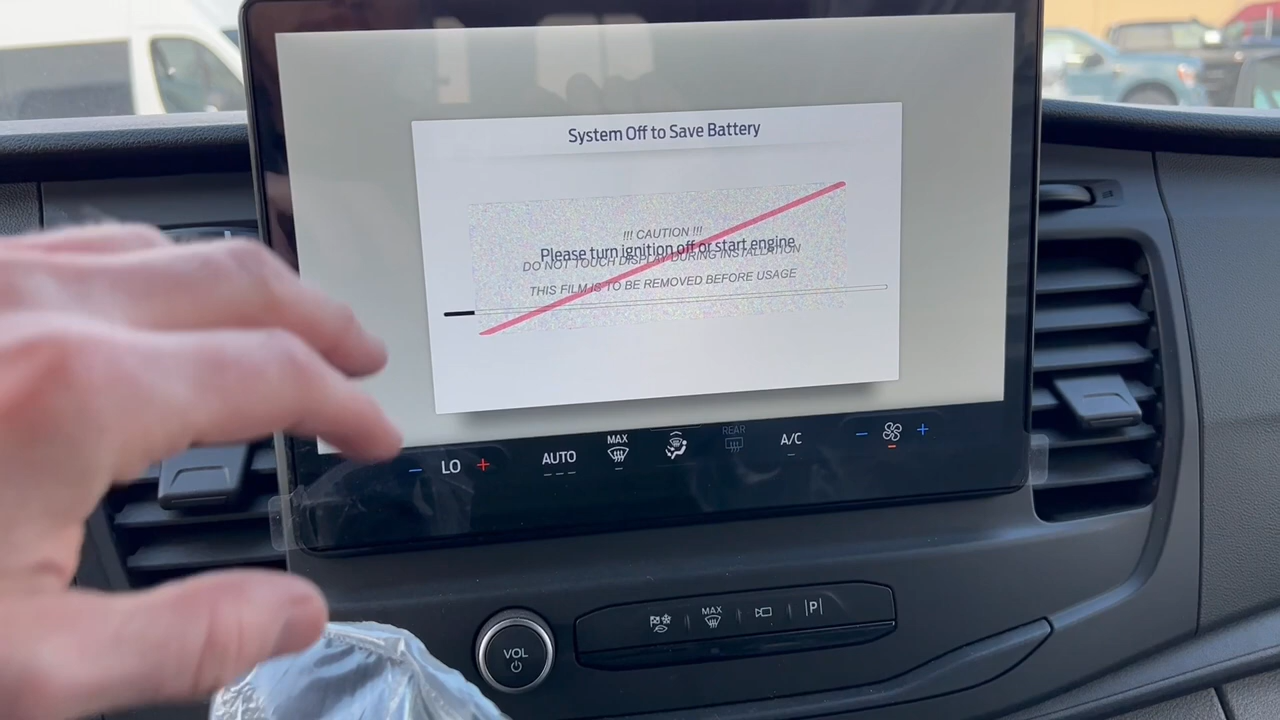 System Off to Save Battery
!!! CAUTION !!!
Please turn ignition off or start engine
DO NOT TOUCH DISPLAY DURING INSTALLATION
THIS FILM IS TO BE REMOVED BEFORE USAGE
LO
AUTO
MAX
REAR
A/C
VOL
MAX
P